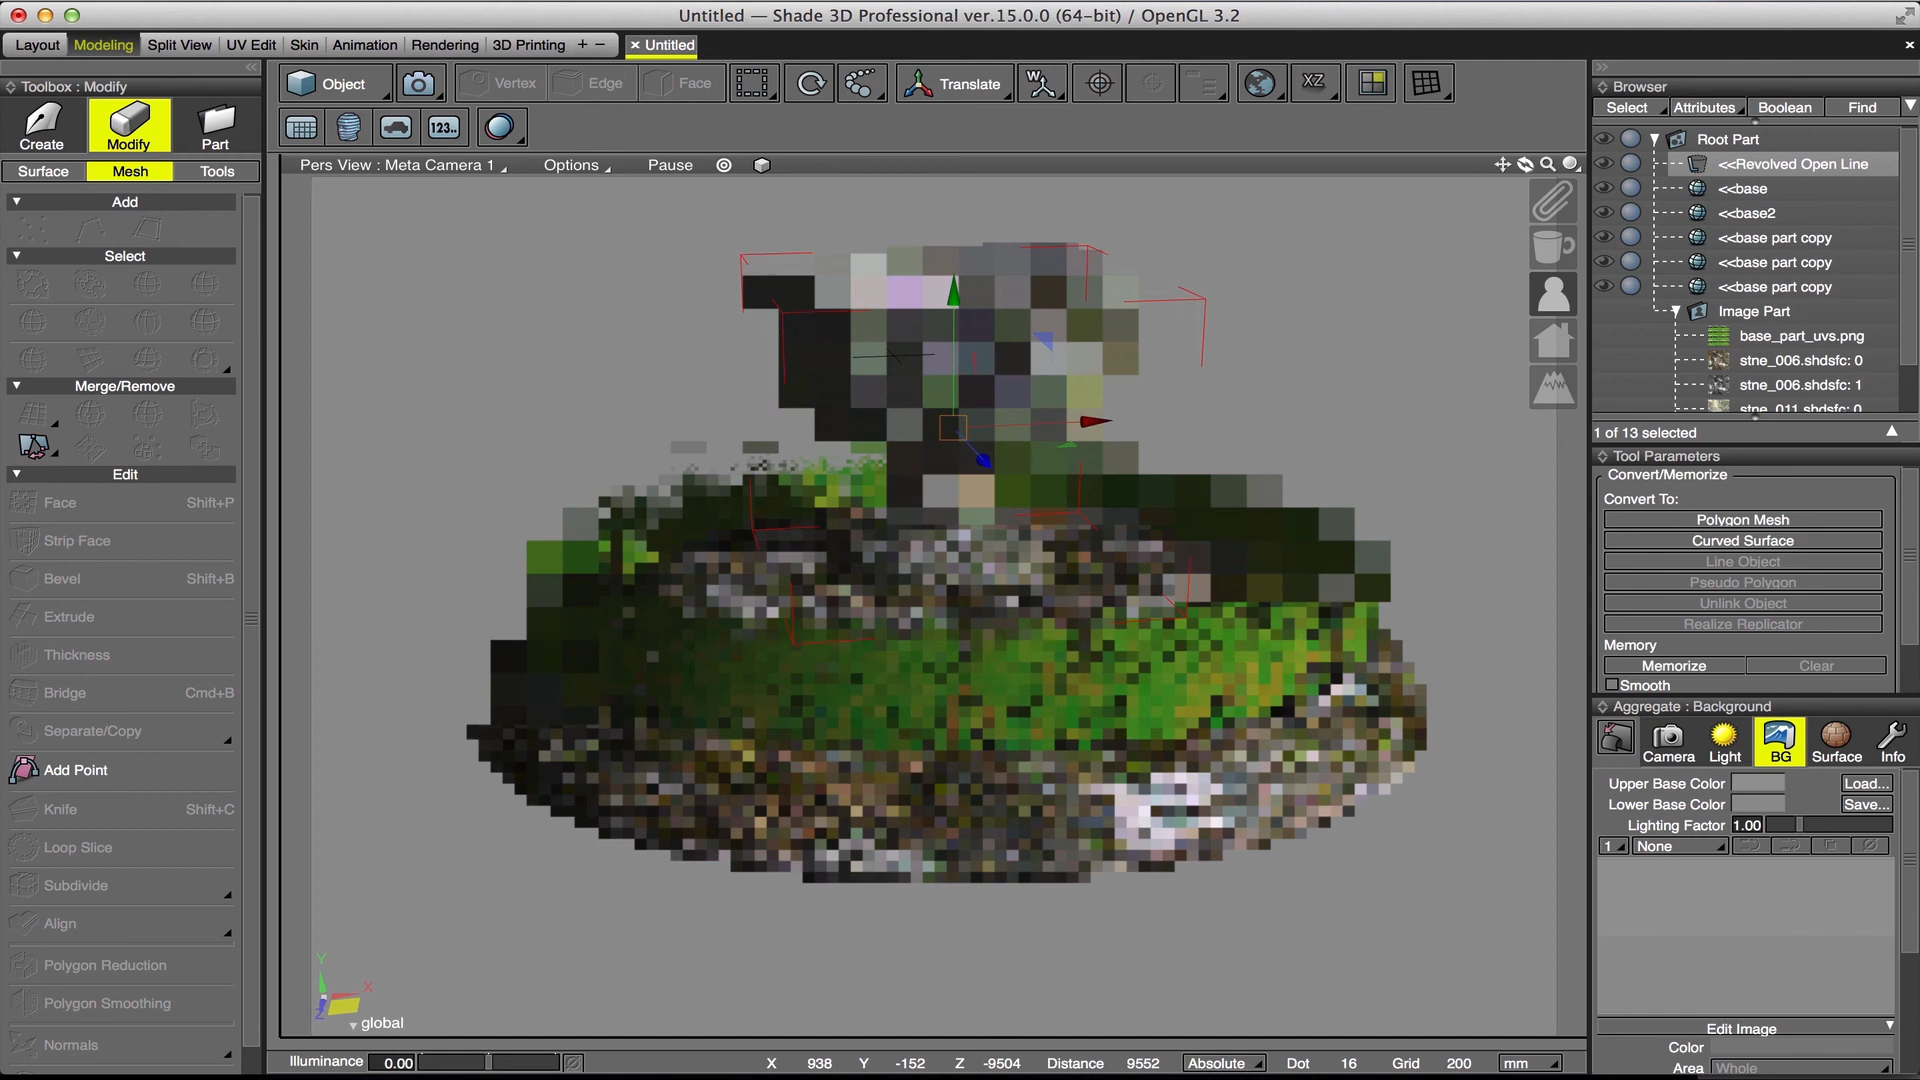 Untitled — Shade 3D Professional ver.15.0.0 (64-bit) / OpenGL 3.2
Layout Modeling Split View UV Edit Skin Animation Rendering 3D Printing + − × Untitled ×
Toolbox : Modify
Create Modify Part
Surface Mesh Tools
Add
Select
Merge/Remove
Edit
Face Shift+P
Strip Face
Bevel Shift+B
Extrude
Thickness
Bridge Cmd+B
Separate/Copy
Add Point
Knife Shift+C
Loop Slice
Subdivide
Align
Polygon Reduction
Polygon Smoothing
Normals
Object Vertex Edge Face Translate W XZ
123..
Pers View : Meta Camera 1 Options Pause
Y
X
Z
global
Illuminance 0.00 X 938 Y -152 Z -9504 Distance 9552 Absolute Dot 16 Grid 200 mm
Browser
Select Attributes Boolean Find
Root Part
<<Revolved Open Line
<<base
<<base2
<<base part copy
<<base part copy
<<base part copy
Image Part
base_part_uvs.png
stne_006.shdsfc: 0
stne_006.shdsfc: 1
stne_011.shdsfc: 0
1 of 13 selected
Tool Parameters
Convert/Memorize
Convert To:
Polygon Mesh
Curved Surface
Line Object
Pseudo Polygon
Unlink Object
Realize Replicator
Memory
Memorize Clear
Smooth
Aggregate : Background
Camera Light BG Surface Info
Upper Base Color Load...
Lower Base Color Save...
Lighting Factor 1.00
1 None
Edit Image
Color
Area Whole